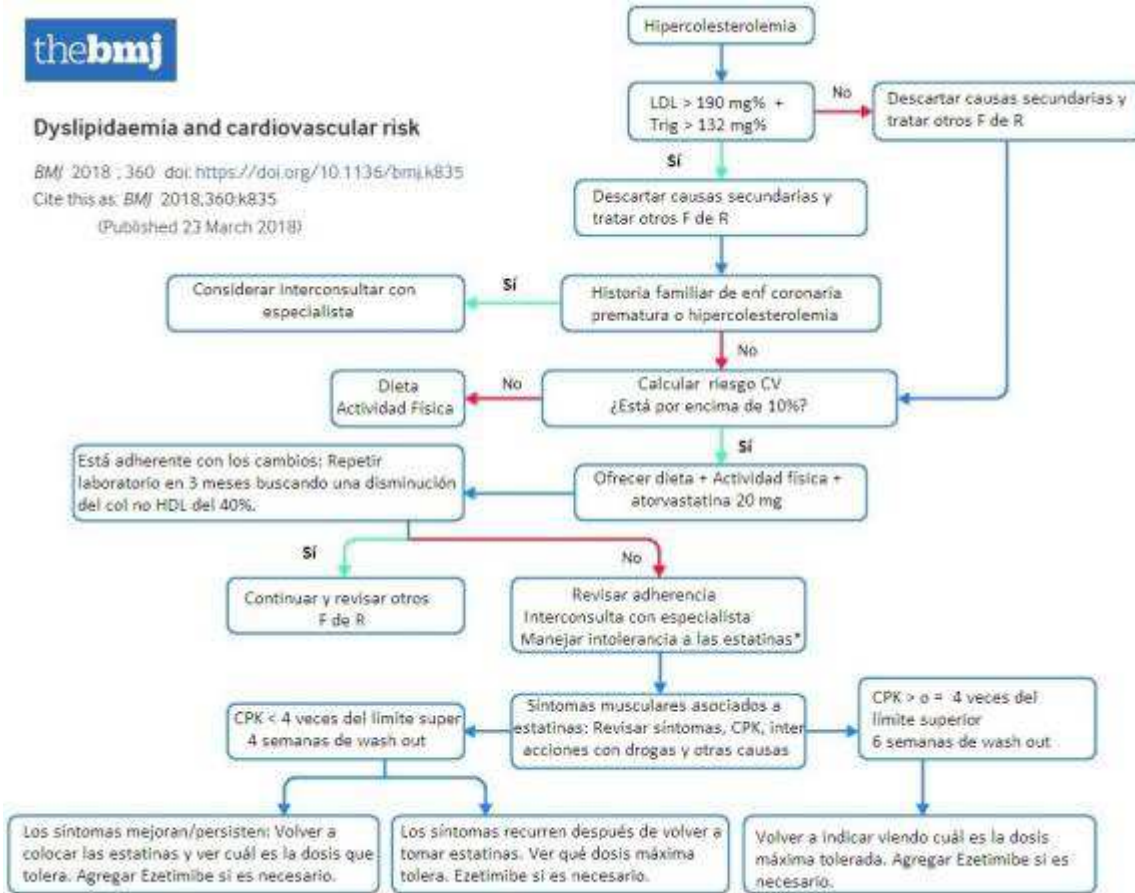 thebmj
Dyslipidaemia and cardiovascular risk
BMJ 2018 ; 360 doi: https://doi.org/10.1136/bmj.k835
Cite this as: BMJ 2018;360:k835
(Published 23 March 2018)
Hipercolesterolemia
LDL > 190 mg% +
Trig > 132 mg%
No
Descartar causas secundarias y
tratar otros F de R
Sí
Descartar causas secundarias y
tratar otros F de R
Considerar interconsultar con
especialista
Sí
Historia familiar de enf coronaria
prematura o hipercolesterolemia
No
Dieta
Actividad Física
No
Calcular riesgo CV
¿Está por encima de 10%?
Sí
Está adherente con los cambios: Repetir
laboratorio en 3 meses buscando una disminución
del col no HDL del 40%.
Ofrecer dieta + Actividad física +
atorvastatina 20 mg
Sí
No
Continuar y revisar otros
F de R
Revisar adherencia
Interconsulta con especialista
Manejar intolerancia a las estatinas*
CPK < 4 veces del límite super
4 semanas de wash out
Síntomas musculares asociados a
estatinas: Revisar síntomas, CPK, inter
acciones con drogas y otras causas
CPK > o = 4 veces del
límite superior
6 semanas de wash out
Los síntomas mejoran/persisten: Volver a
colocar las estatinas y ver cuál es la dosis que
tolera. Agregar Ezetimibe si es necesario.
Los síntomas recurren después de volver a
tomar estatinas. Ver qué dosis máxima
tolera. Ezetimibe si es necesario.
Volver a indicar viendo cuál es la dosis
máxima tolerada. Agregar Ezetimibe si es
necesario.